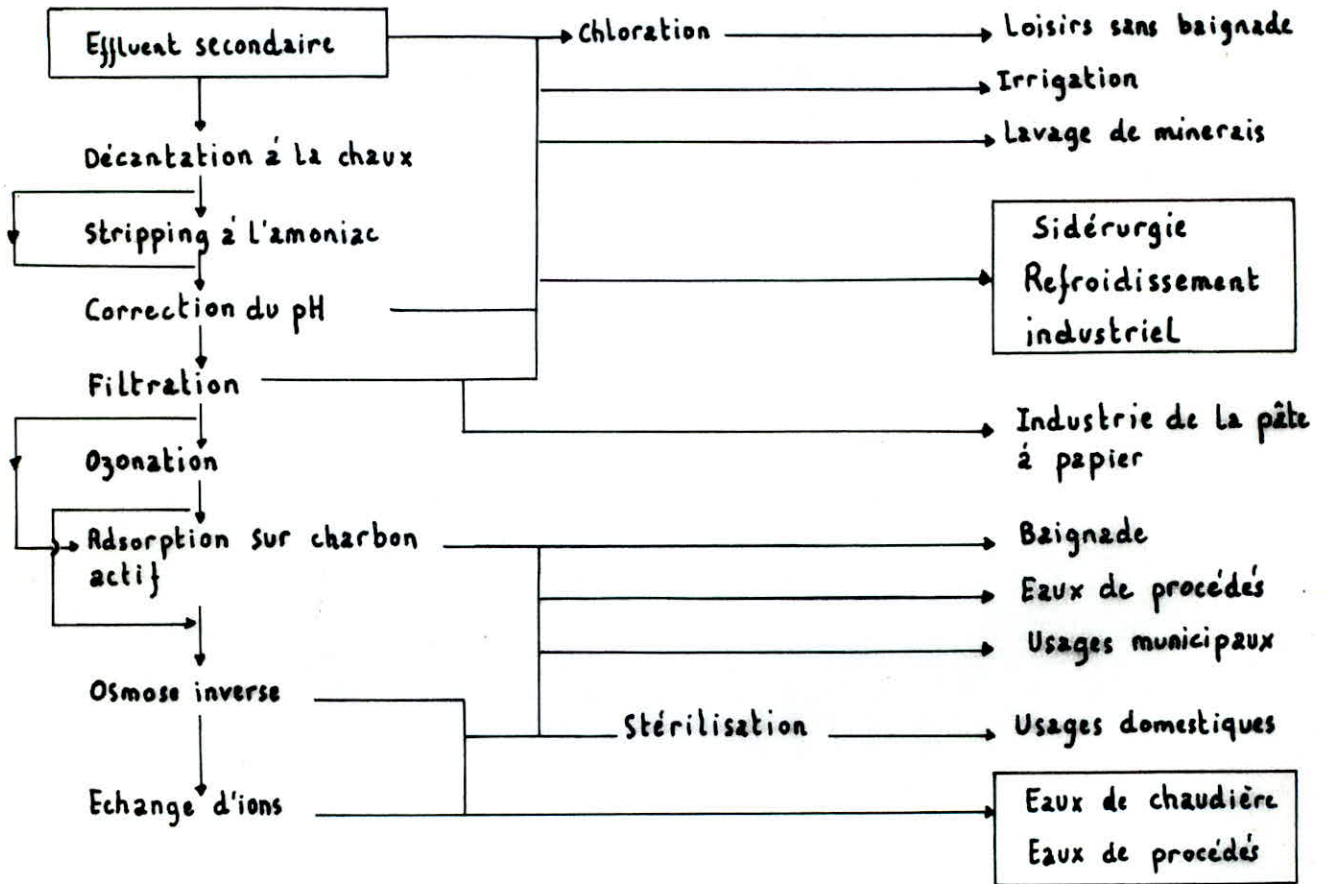 Effluent secondaire
Chloration
Loisirs sans baignade
Irrigation
Lavage de minerais
Décantation à la chaux
Stripping à l'amoniac
Sidérurgie
Refroidissement
industriel
Correction du pH
Filtration
Industrie de la pâte
à papier
Ozonation
Adsorption sur charbon
actif
Baignade
Eaux de procédés
Usages municipaux
Osmose inverse
Stérilisation
Usages domestiques
Echange d'ions
Eaux de chaudière
Eaux de procédés